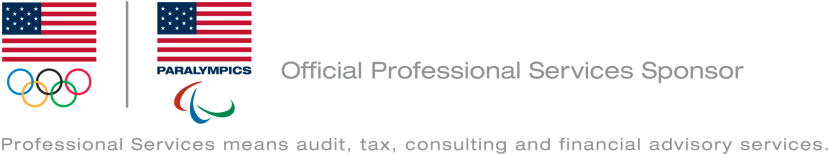 PARALYMPICS
Official Professional Services Sponsor
Professional Services means audit, tax, consulting and financial advisory services.